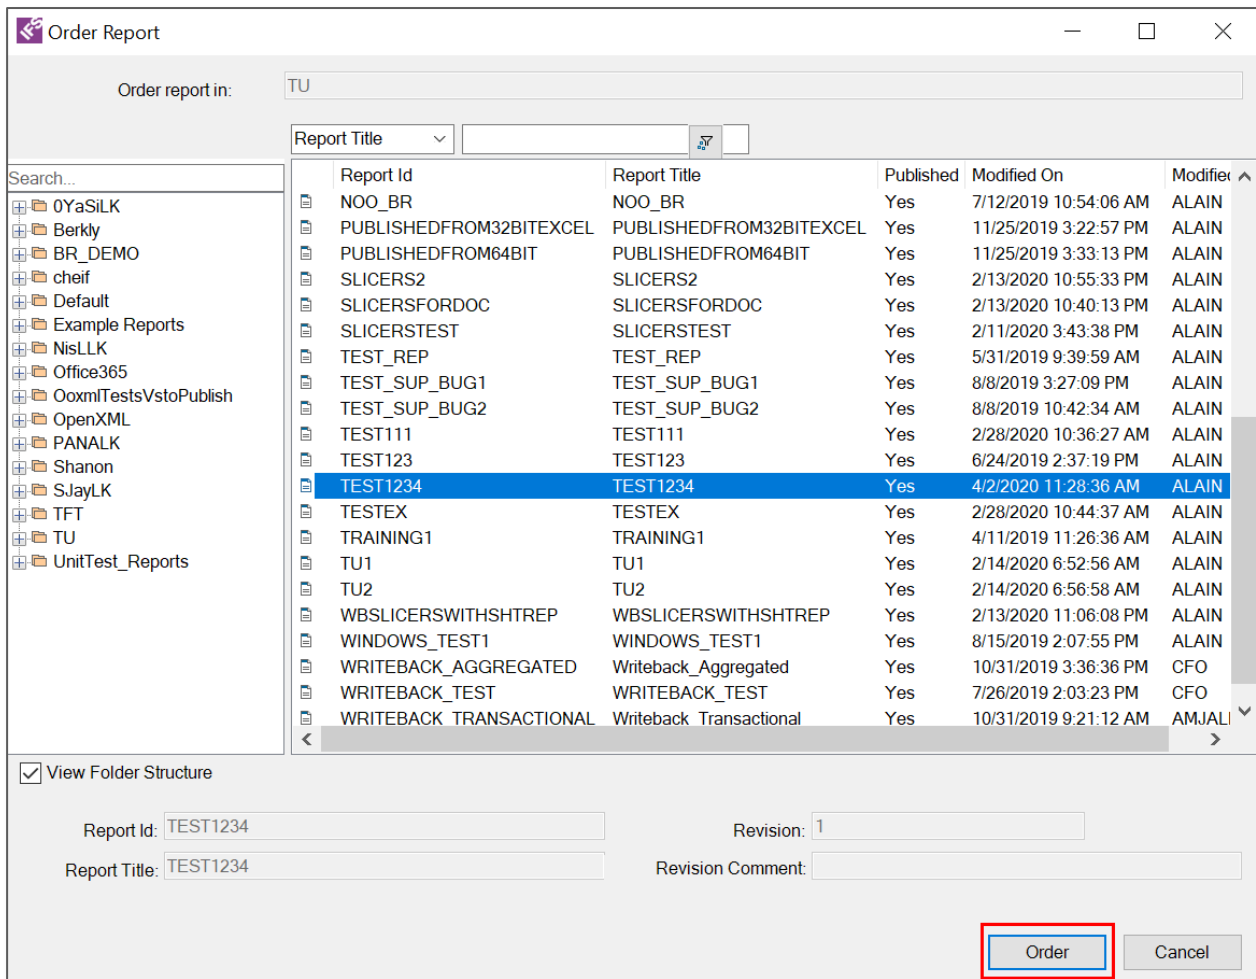 IFS Order Report
Order report in: TU
Report Title
Search...
0YaSiLK
Berkly
BR_DEMO
cheif
Default
Example Reports
NisLLK
Office365
OoxmlTestsVstoPublish
OpenXML
PANALK
Shanon
SJayLK
TFT
TU
UnitTest_Reports
Report Id Report Title Published Modified On Modified
NOO_BR NOO_BR Yes 7/12/2019 10:54:06 AM ALAIN
PUBLISHEDFROM32BITEXCEL PUBLISHEDFROM32BITEXCEL Yes 11/25/2019 3:22:57 PM ALAIN
PUBLISHEDFROM64BIT PUBLISHEDFROM64BIT Yes 11/25/2019 3:33:13 PM ALAIN
SLICERS2 SLICERS2 Yes 2/13/2020 10:55:33 PM ALAIN
SLICERSFORDOC SLICERSFORDOC Yes 2/13/2020 10:40:13 PM ALAIN
SLICERSTEST SLICERSTEST Yes 2/11/2020 3:43:38 PM ALAIN
TEST_REP TEST_REP Yes 5/31/2019 9:39:59 AM ALAIN
TEST_SUP_BUG1 TEST_SUP_BUG1 Yes 8/8/2019 3:27:09 PM ALAIN
TEST_SUP_BUG2 TEST_SUP_BUG2 Yes 8/8/2019 10:42:34 AM ALAIN
TEST111 TEST111 Yes 2/28/2020 10:36:27 AM ALAIN
TEST123 TEST123 Yes 6/24/2019 2:37:19 PM ALAIN
TEST1234 TEST1234 Yes 4/2/2020 11:28:36 AM ALAIN
TESTEX TESTEX Yes 2/28/2020 10:44:37 AM ALAIN
TRAINING1 TRAINING1 Yes 4/11/2019 11:26:36 AM ALAIN
TU1 TU1 Yes 2/14/2020 6:52:56 AM ALAIN
TU2 TU2 Yes 2/14/2020 6:56:58 AM ALAIN
WBSLICERSWITHSHTREP WBSLICERSWITHSHTREP Yes 2/13/2020 11:06:08 PM ALAIN
WINDOWS_TEST1 WINDOWS_TEST1 Yes 8/15/2019 2:07:55 PM ALAIN
WRITEBACK_AGGREGATED Writeback_Aggregated Yes 10/31/2019 3:36:36 PM CFO
WRITEBACK_TEST WRITEBACK_TEST Yes 7/26/2019 2:03:23 PM CFO
WRITEBACK_TRANSACTIONAL Writeback_Transactional Yes 10/31/2019 9:21:12 AM AMJALI
View Folder Structure
Report Id: TEST1234 Revision: 1
Report Title: TEST1234 Revision Comment:
Order Cancel